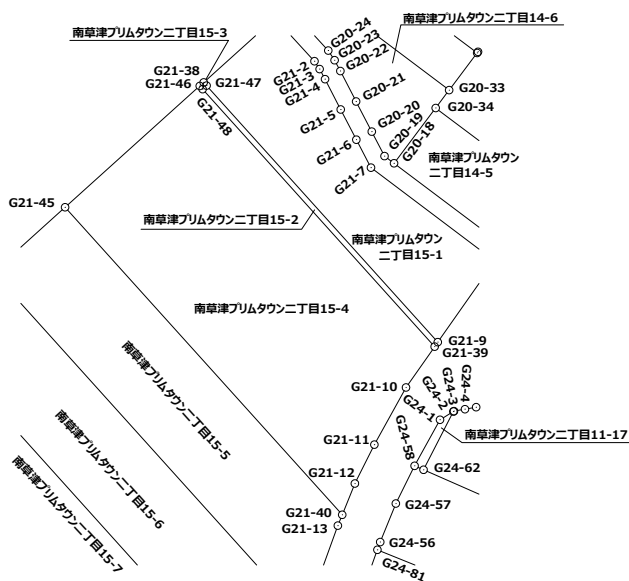 南草津プリムタウン二丁目15-3
南草津プリムタウン二丁目14-6
G20-24
G20-23
G20-22
G21-2
G21-3
G21-4
G21-38
G21-46
G21-47
G21-48
G20-33
G20-21
G20-34
G21-5
G20-20
G20-19
G20-18
G21-6
G21-7
南草津プリムタウン
二丁目14-5
G21-45
南草津プリムタウン二丁目15-2
南草津プリムタウン
二丁目15-1
南草津プリムタウン二丁目15-4
G21-9
G21-39
G21-10
G24-4
G24-3
G24-2
G24-1
南草津プリムタウン二丁目15-5
G21-11
南草津プリムタウン二丁目11-17
G24-58
G24-62
G21-12
南草津プリムタウン二丁目15-6
G24-57
南草津プリムタウン二丁目15-7
G21-40
G21-13
G24-56
G24-81